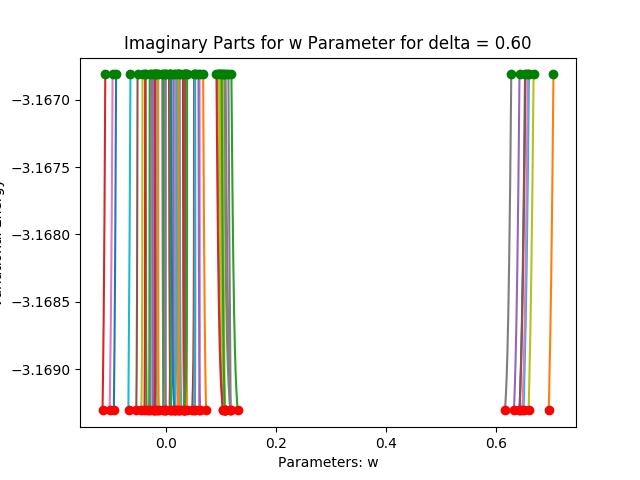 Imaginary Parts for w Parameter for delta = 0.60
−3.1670
−3.1675
−3.1680
−3.1685
−3.1690
0.0 0.2 0.4 0.6
Parameters: w